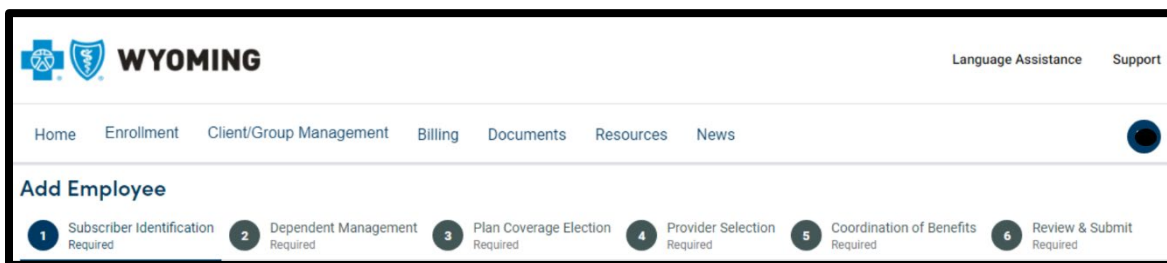 WYOMING
Language Assistance Support
Home Enrollment Client/Group Management Billing Documents Resources News
Add Employee
1 Subscriber Identification 2 Dependent Management 3 Plan Coverage Election 4 Provider Selection 5 Coordination of Benefits 6 Review & Submit
Required Required Required Required Required Required